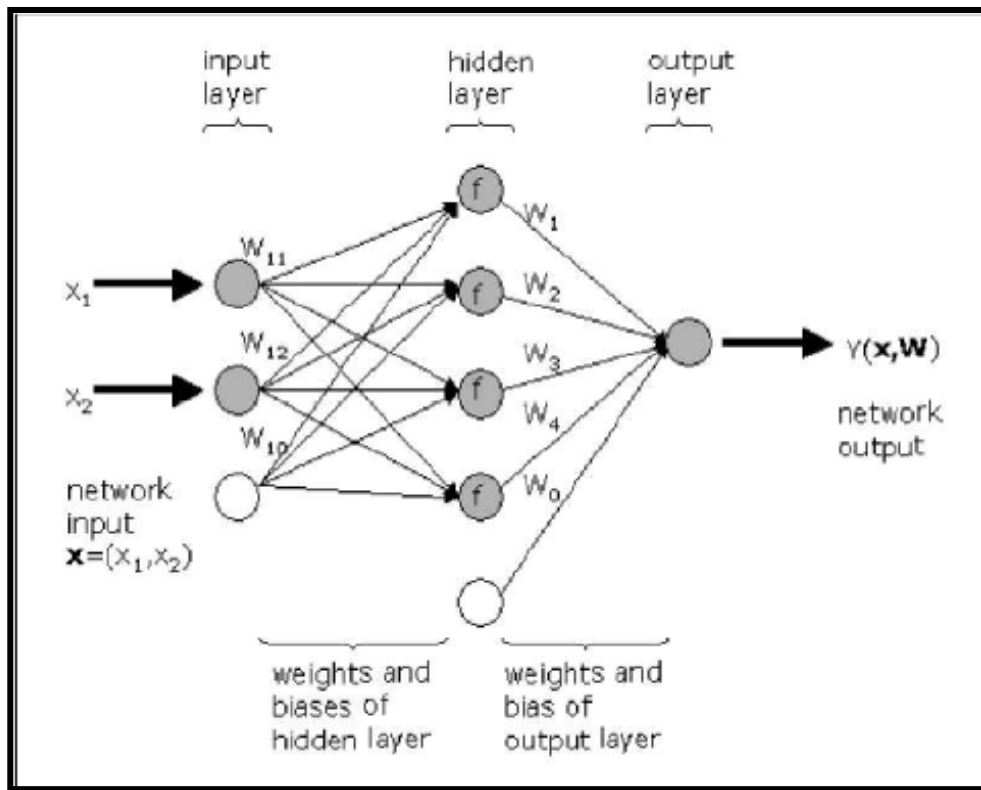 input
layer
hidden
layer
output
layer
f
W₁
W₁₁
x₁
f
W₂
W₁₂
x₂
W₃
f
W₄
Y(x,W)
W₁₀
network
output
network
input
x=(x₁,x₂)
f
W₀
weights and
biases of
hidden layer
weights and
bias of
output layer